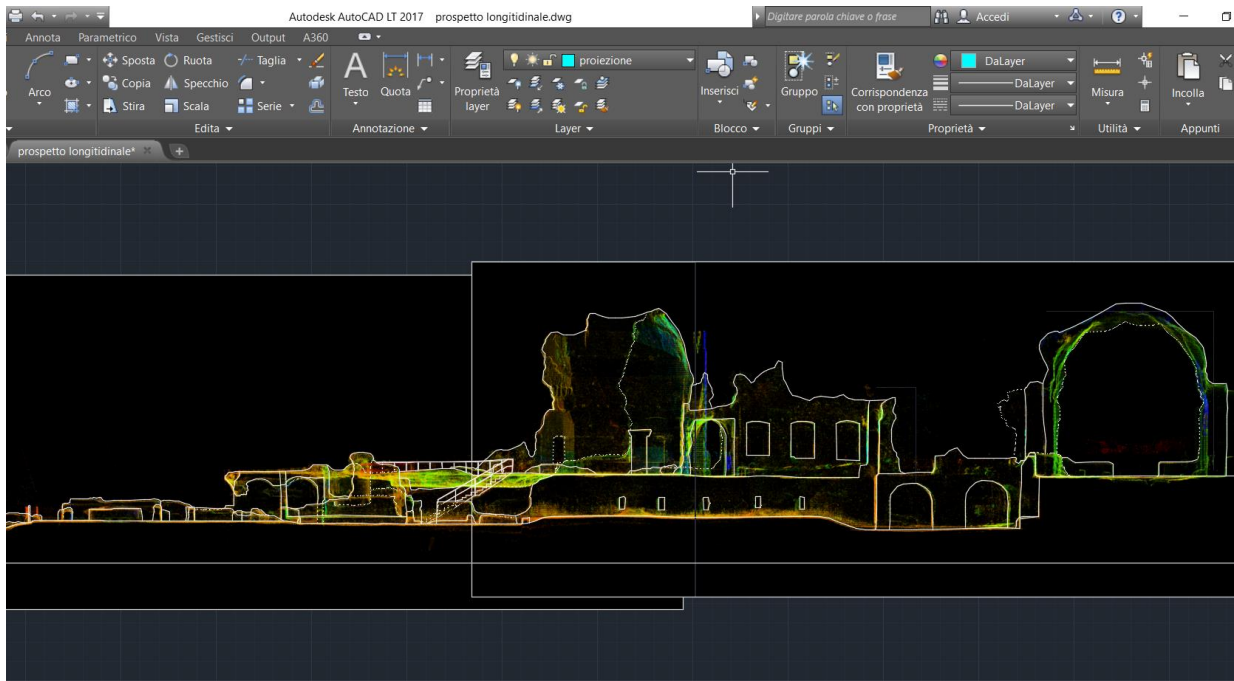 Autodesk AutoCAD LT 2017 prospetto longitidinale.dwg
Digitare parola chiave o frase
Accedi
Annota Parametrico Vista Gestisci Output A360
Sposta Ruota Taglia
proiezione
DaLayer
Copia Specchio
DaLayer
Arco
Testo Quota Proprietà layer
Inserisci Gruppo Corrispondenza con proprietà
Misura Incolla
Stira Scala Serie
DaLayer
Edita Annotazione Layer Blocco Gruppi Proprietà Utilità Appunti
prospetto longitidinale*